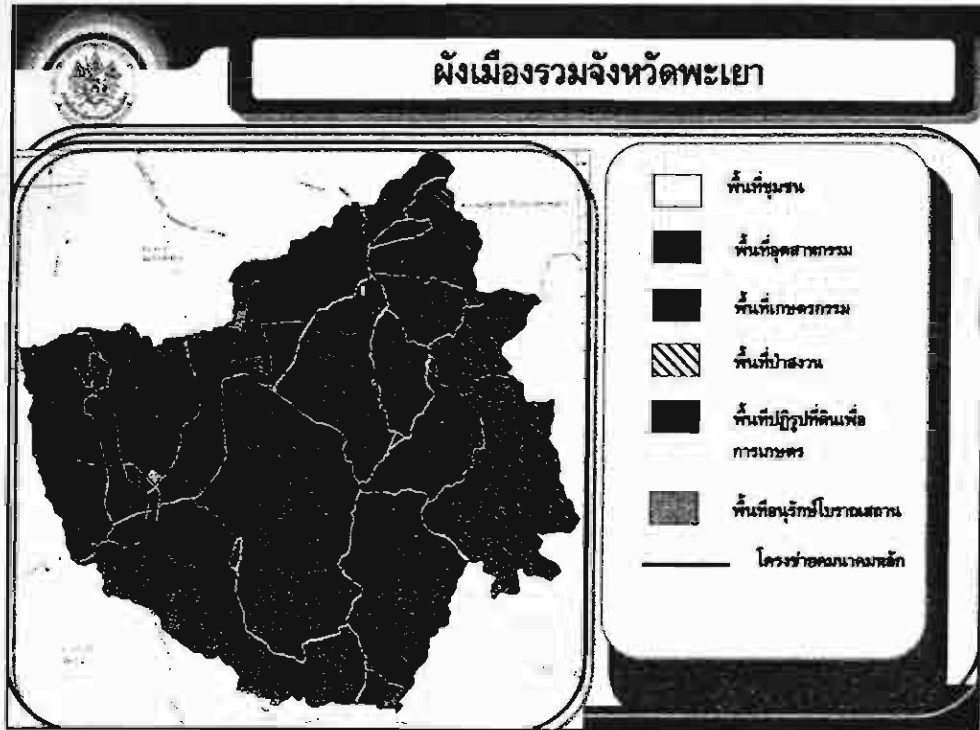 ผังเมืองรวมจังหวัดพะเยา
พื้นที่ชุมชน
พื้นที่อุตสาหกรรม
พื้นที่เกษตรกรรม
พื้นที่ป่าสงวน
พื้นที่ปฏิรูปที่ดินเพื่อ
การเกษตร
พื้นที่อนุรักษ์โบราณสถาน
โครงข่ายคมนาคมหลัก